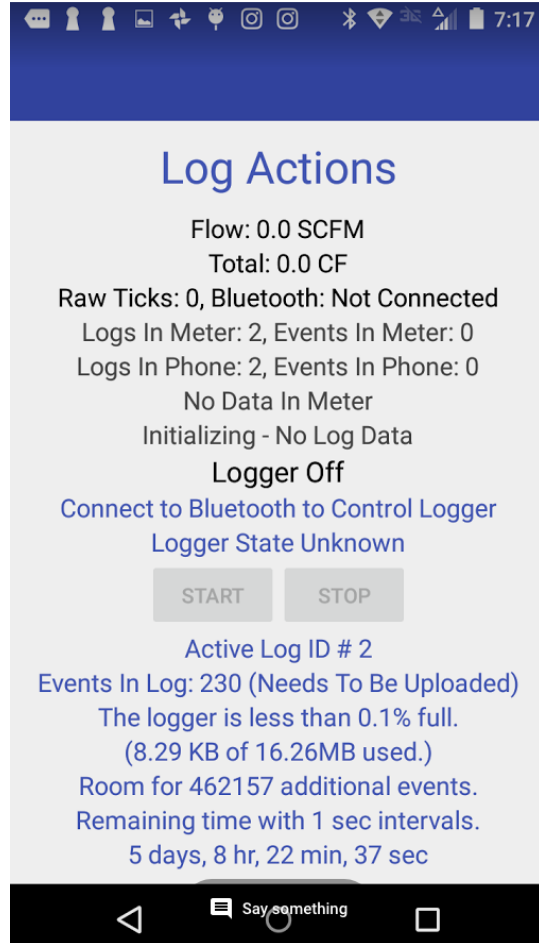 7:17
Log Actions
Flow: 0.0 SCFM
Total: 0.0 CF
Raw Ticks: 0, Bluetooth: Not Connected
Logs In Meter: 2, Events In Meter: 0
Logs In Phone: 2, Events In Phone: 0
No Data In Meter
Initializing - No Log Data
Logger Off
Connect to Bluetooth to Control Logger
Logger State Unknown
START STOP
Active Log ID # 2
Events In Log: 230 (Needs To Be Uploaded)
The logger is less than 0.1% full.
(8.29 KB of 16.26MB used.)
Room for 462157 additional events.
Remaining time with 1 sec intervals.
5 days, 8 hr, 22 min, 37 sec
Say something